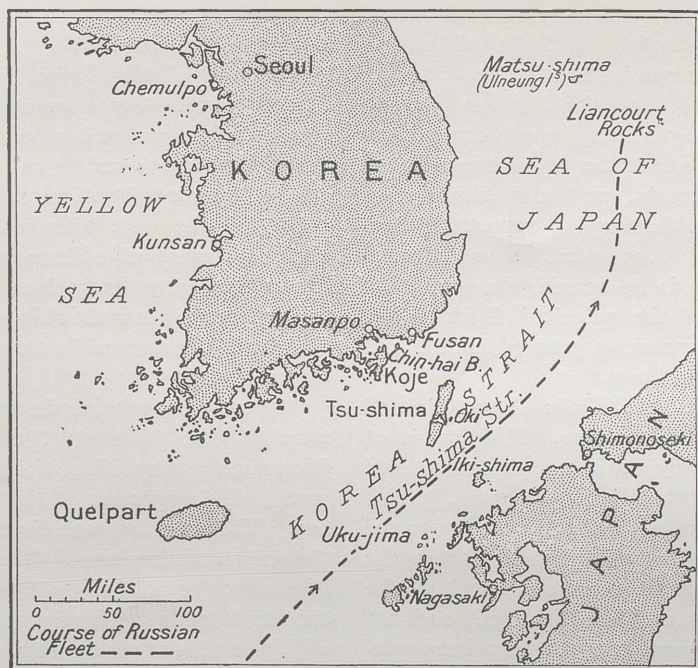 Seoul
Matsu-shima
(Ulneung Is)
Chemulpo
Liancourt
Rocks
KOREA
SEA OF
JAPAN
YELLOW
SEA
Kunsan
Masanpo
Fusan
Chin-hai B.
Koje
Tsu-shima
Oki
KOREA STRAIT
Tsu-shima Str.
Shimonoseki
Iki-shima
JAPAN
Quelpart
Uku-jima
Nagasaki
Miles
0 50 100
Course of Russian
Fleet